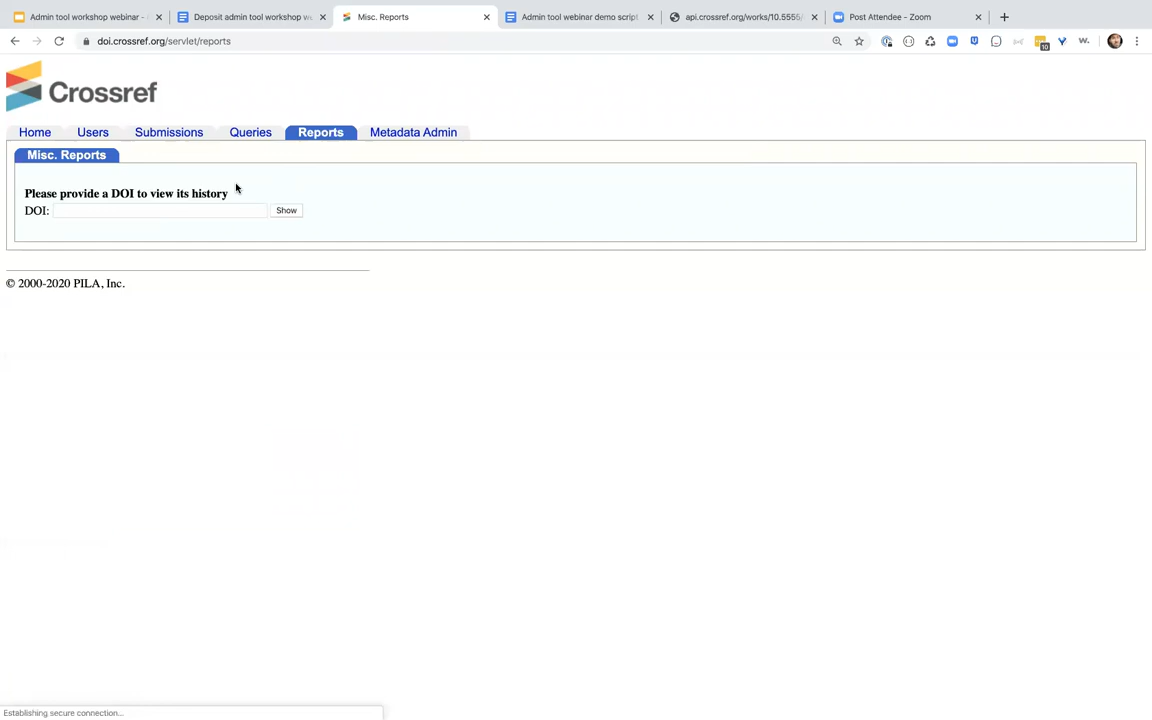 Admin tool workshop webinar -
Deposit admin tool workshop we
Misc. Reports
Admin tool webinar demo script
api.crossref.org/works/10.5555/
Post Attendee - Zoom
doi.crossref.org/servlet/reports
10
w.
Crossref
Home
Users
Submissions
Queries
Reports
Metadata Admin
Misc. Reports
Please provide a DOI to view its history
DOI:
Show
© 2000-2020 PILA, Inc.
Establishing secure connection...